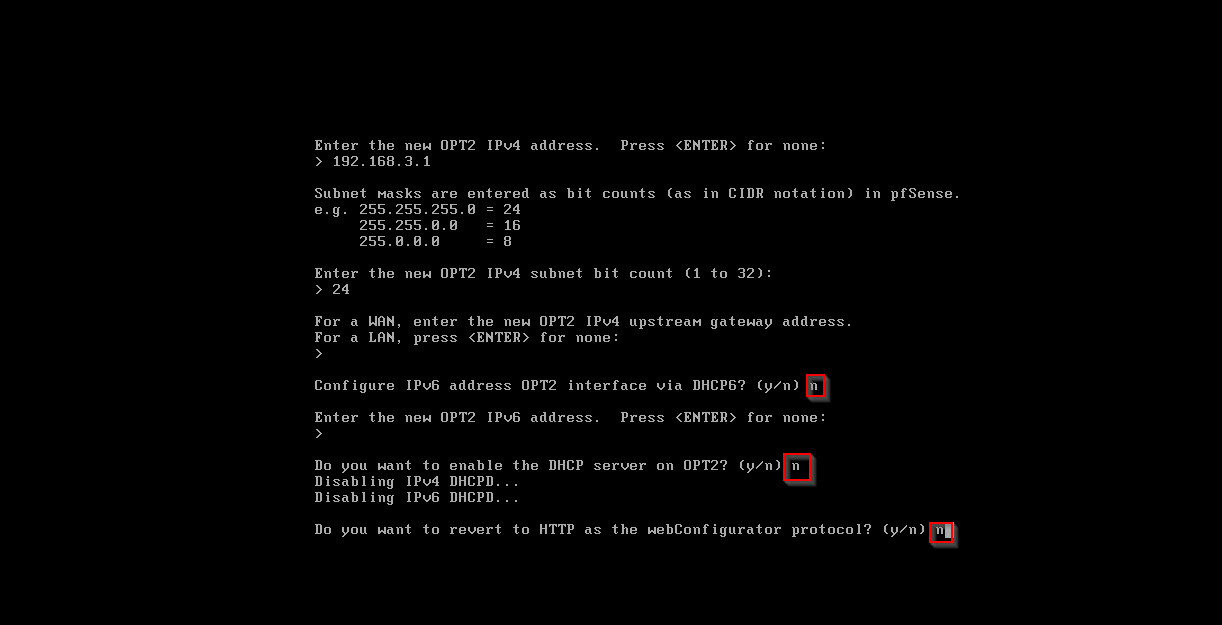 Enter the new OPT2 IPv4 address.  Press <ENTER> for none:
> 192.168.3.1
Subnet masks are entered as bit counts (as in CIDR notation) in pfSense.
e.g. 255.255.255.0 = 24
     255.255.0.0   = 16
     255.0.0.0     = 8
Enter the new OPT2 IPv4 subnet bit count (1 to 32):
> 24
For a WAN, enter the new OPT2 IPv4 upstream gateway address.
For a LAN, press <ENTER> for none:
>
Configure IPv6 address OPT2 interface via DHCP6? (y/n) n
Enter the new OPT2 IPv6 address.  Press <ENTER> for none:
>
Do you want to enable the DHCP server on OPT2? (y/n) n
Disabling IPv4 DHCPD...
Disabling IPv6 DHCPD...
Do you want to revert to HTTP as the webConfigurator protocol? (y/n) n